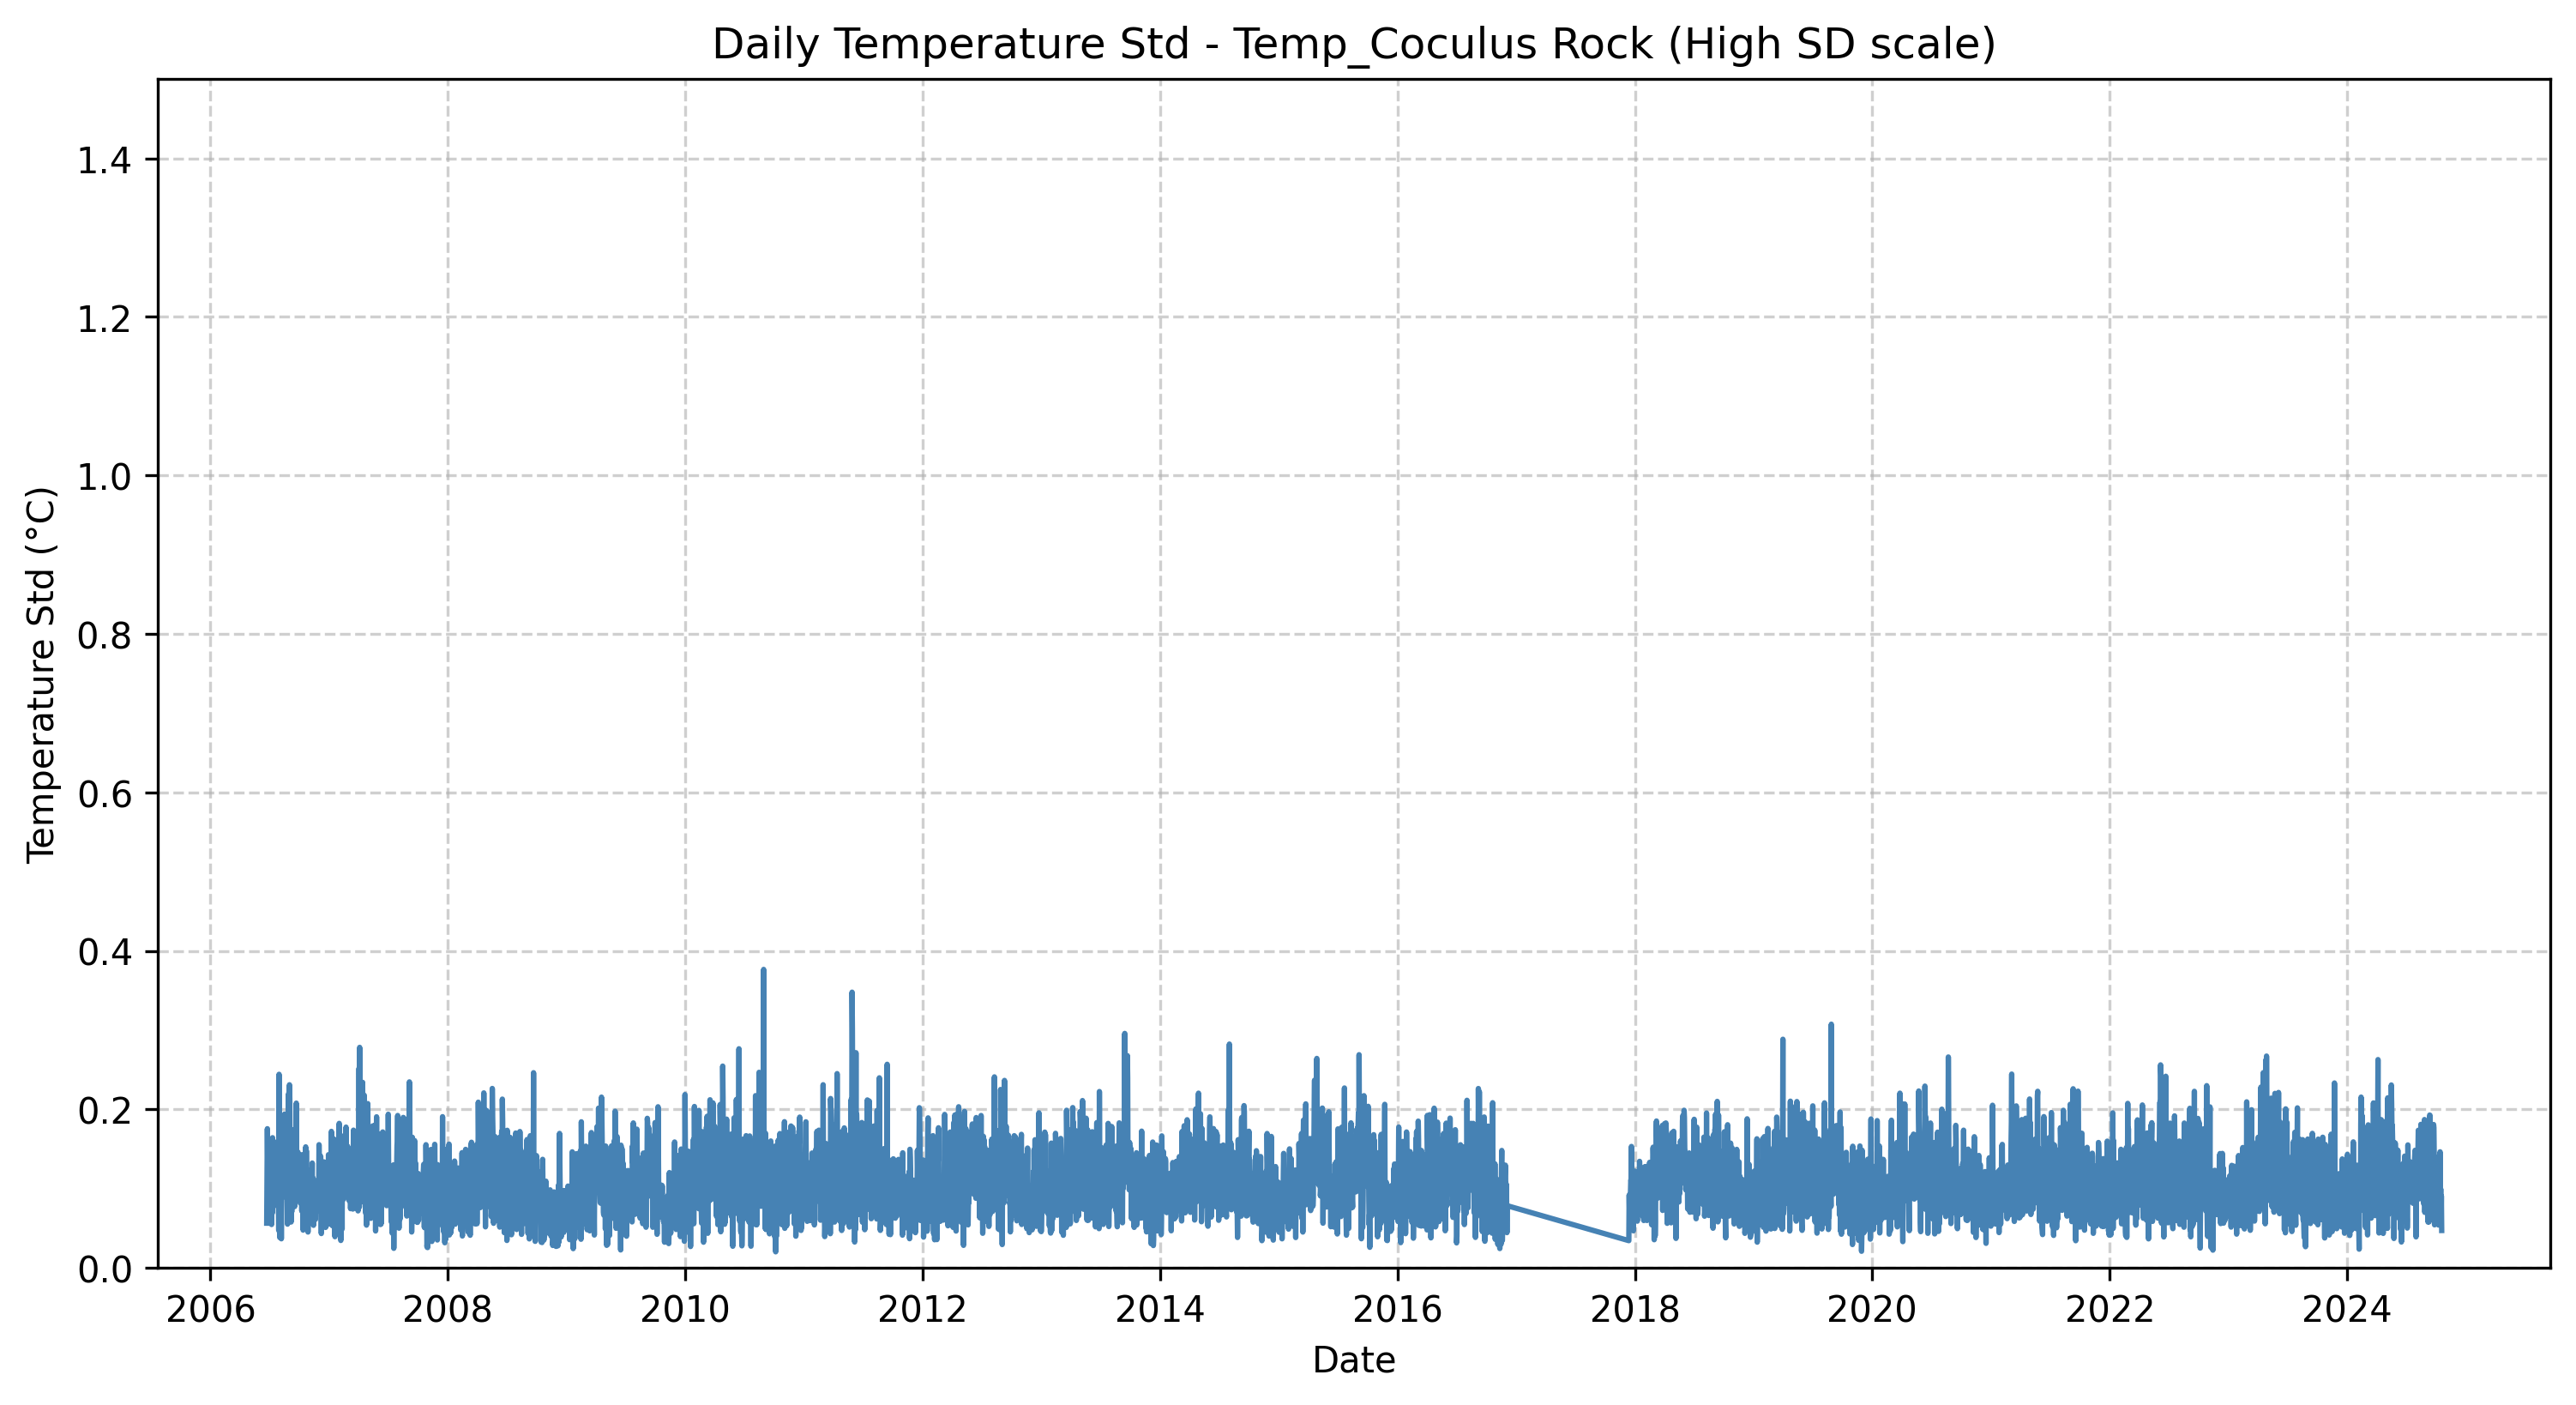 Daily Temperature Std - Temp_Coculus Rock (High SD scale)
Temperature Std (°C)
1.4
1.2
1.0
0.8
0.6
0.4
0.2
0.0
2006 2008 2010 2012 2014 2016 2018 2020 2022 2024
Date